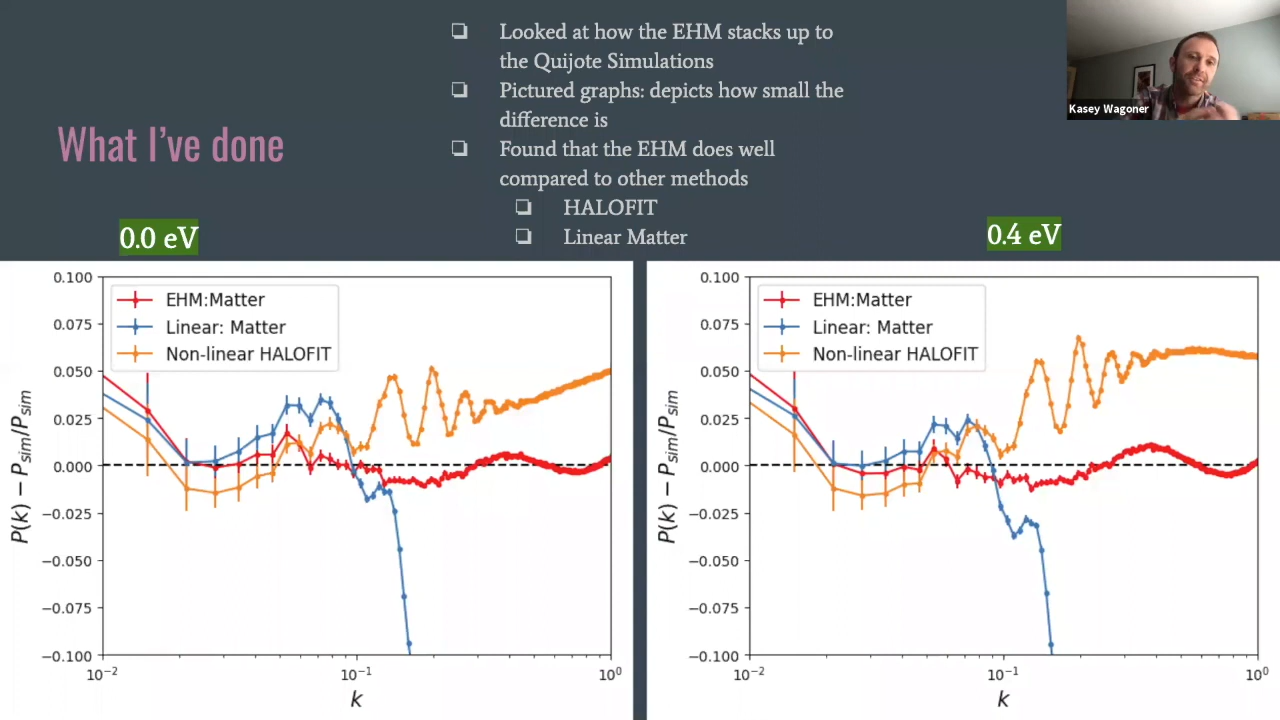 What I've done
❏ Looked at how the EHM stacks up to
the Quijote Simulations
❏ Pictured graphs: depicts how small the
difference is
❏ Found that the EHM does well
compared to other methods
❏ HALOFIT
❏ Linear Matter
Kasey Wagoner
0.0 eV
0.4 eV
EHM:Matter
Linear: Matter
Non-linear HALOFIT
0.100
0.075
0.050
0.025
0.000
−0.025
−0.050
−0.075
−0.100
P(k) − P_sim/P_sim
10⁻²
10⁻¹
10⁰
k
EHM:Matter
Linear: Matter
Non-linear HALOFIT
0.100
0.075
0.050
0.025
0.000
−0.025
−0.050
−0.075
−0.100
P(k) − P_sim/P_sim
10⁻²
10⁻¹
10⁰
k